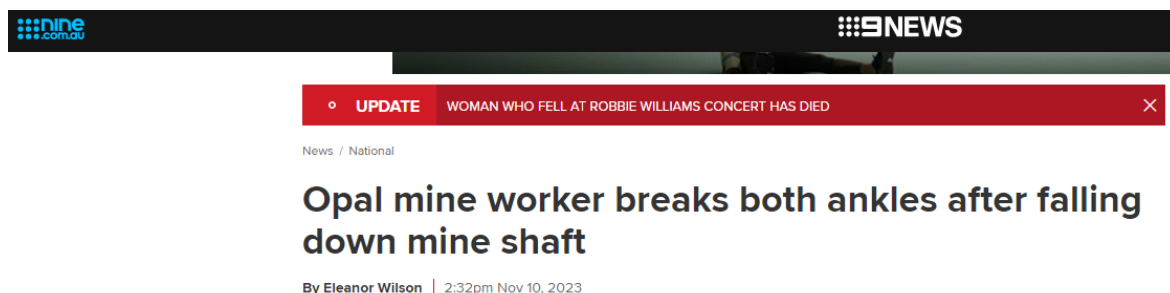 nine
.com.au
9NEWS
UPDATE WOMAN WHO FELL AT ROBBIE WILLIAMS CONCERT HAS DIED
News / National
Opal mine worker breaks both ankles after falling
down mine shaft
By Eleanor Wilson | 2:32pm Nov 10, 2023